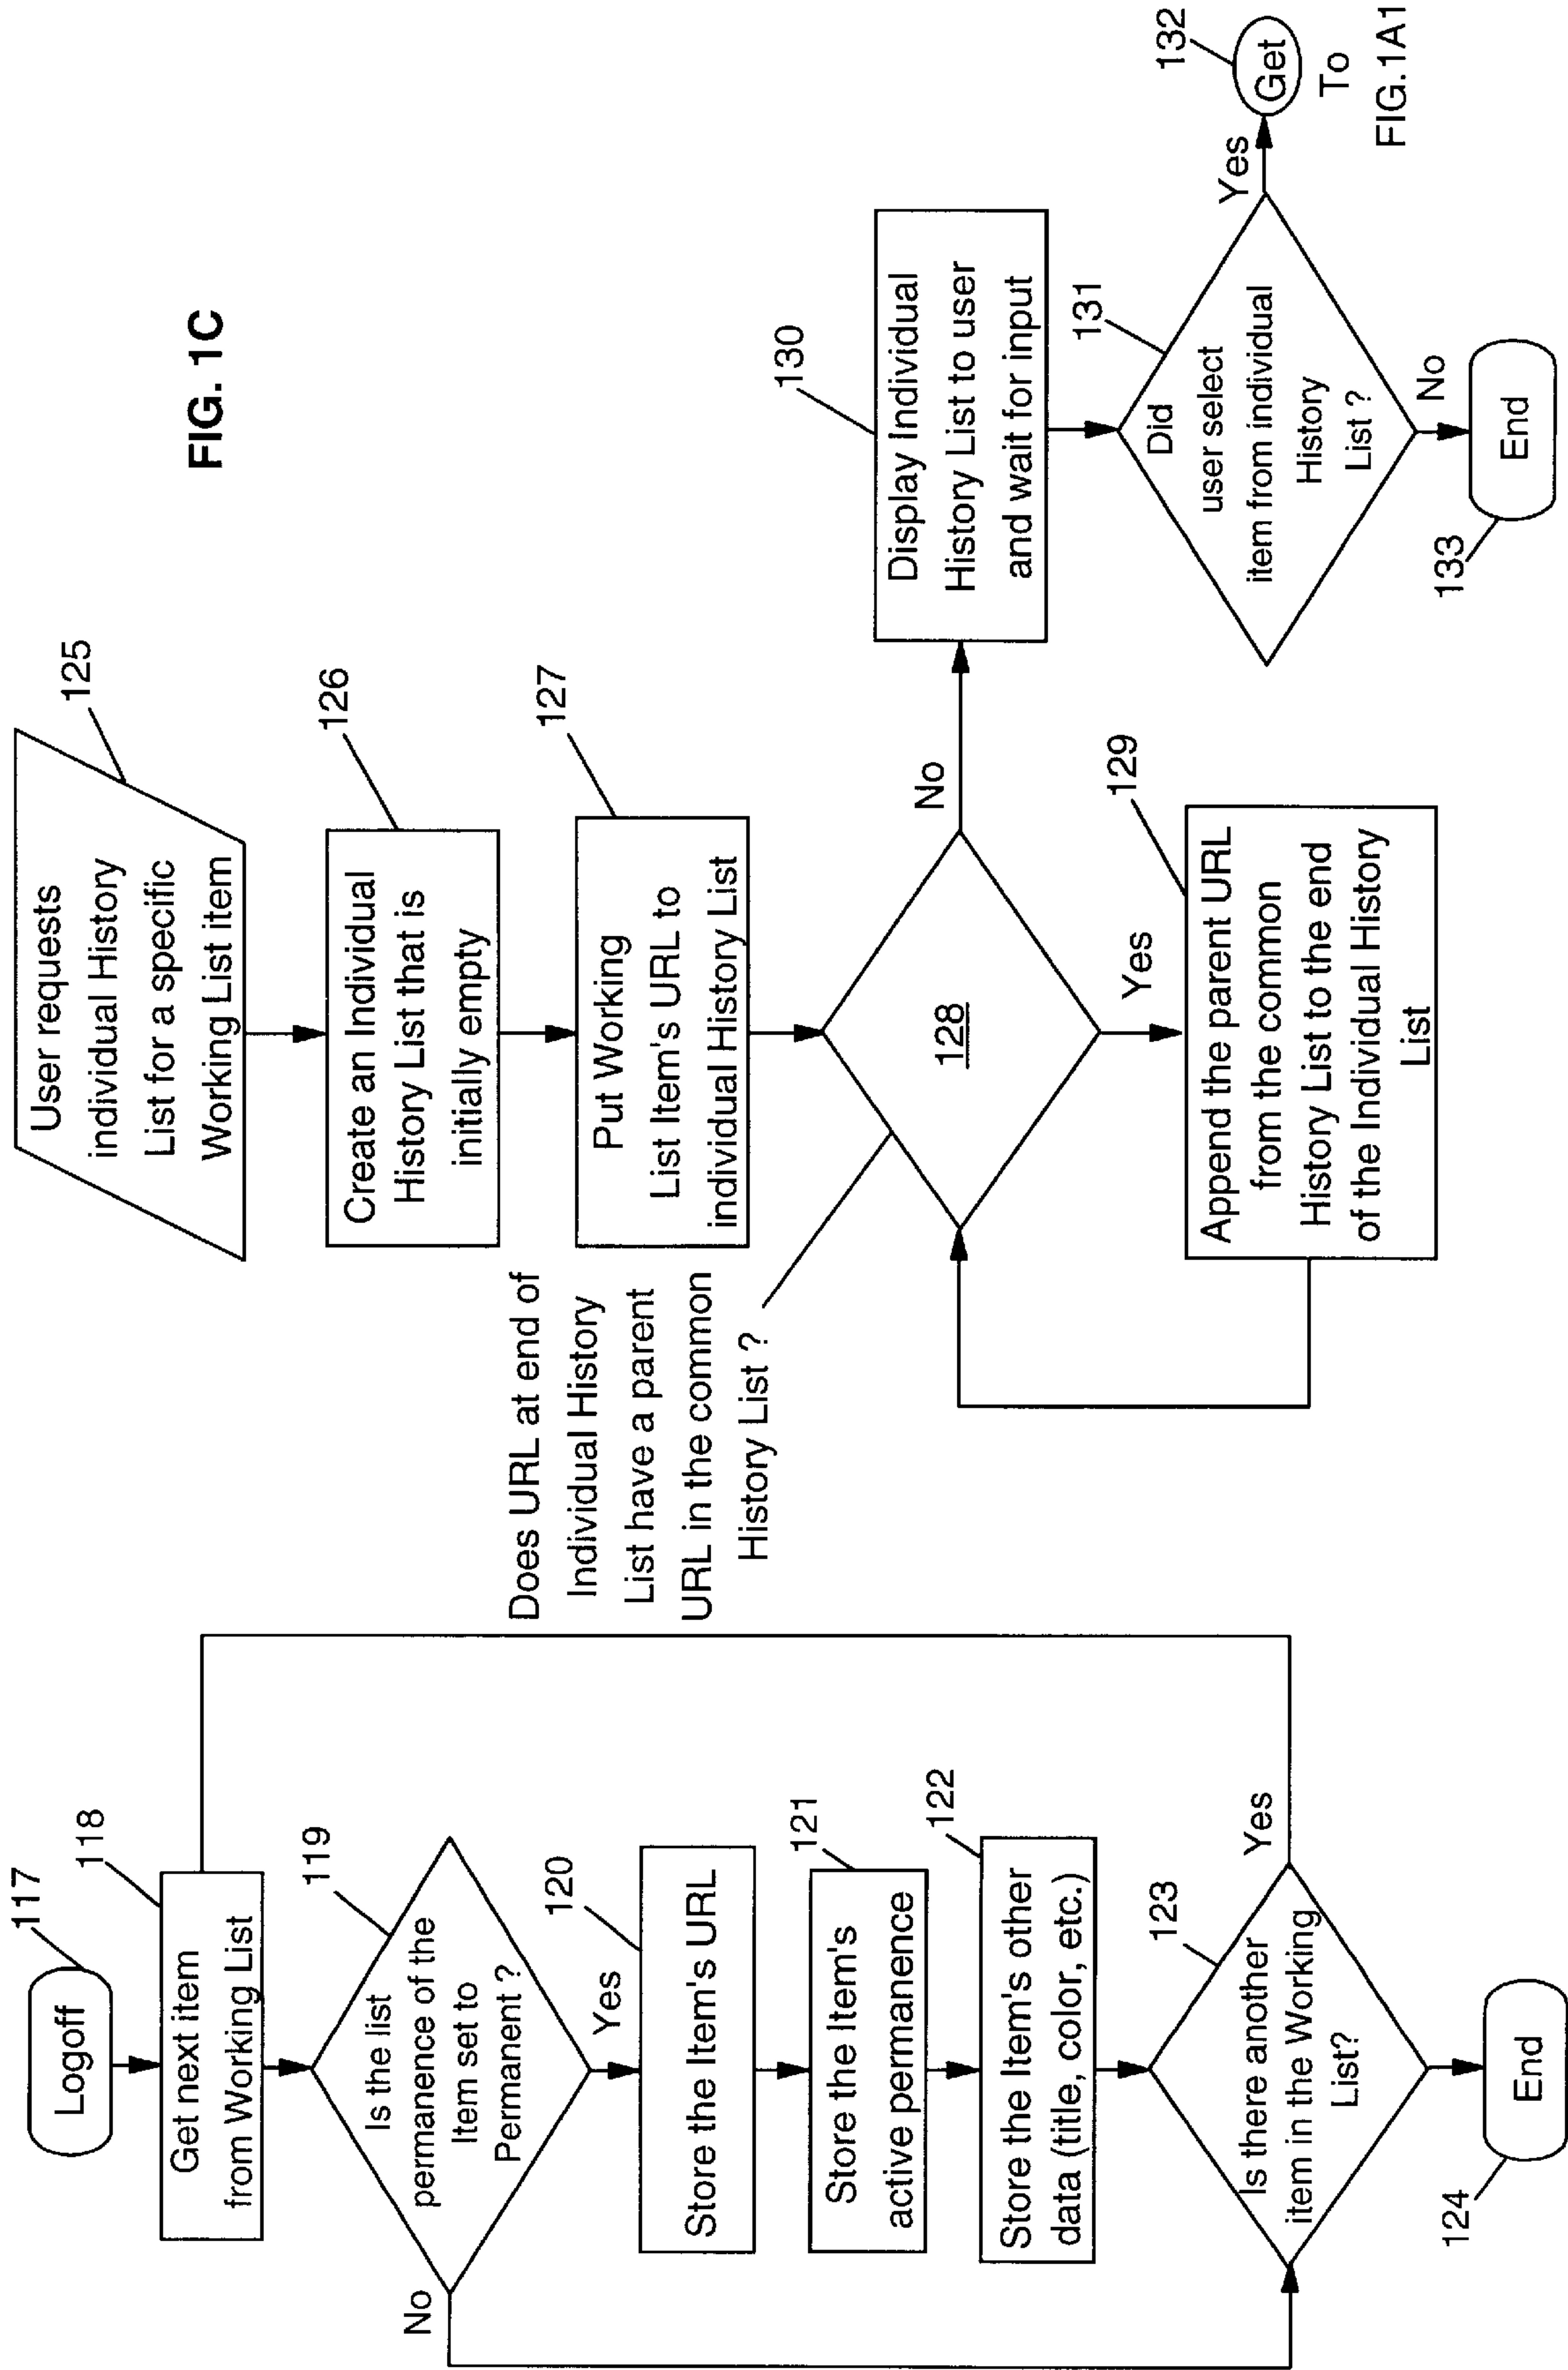 FIG. 1C
117
Logoff
118
Get next item
from Working List
119
Is the list
permanence of the
Item set to
Permanent ?
No
Yes
120
Store the Item's URL
121
Store the Item's
active permanence
122
Store the Item's other
data (title, color, etc.)
123
Is there another
item in the Working
List?
Yes
124
End
125
User requests
individual History
List for a specific
Working List item
126
Create an Individual
History List that is
initially empty
127
Put Working
List Item's URL to
individual History List
Does URL at end of
Individual History
List have a parent
URL in the common
History List ?
128
No
Yes
129
Append the parent URL
from the common
History List to the end
of the Individual History
List
130
Display Individual
History List to user
and wait for input
131
Did
user select
item from individual
History
List ?
Yes
132
Get
To
FIG.1A1
No
133
End